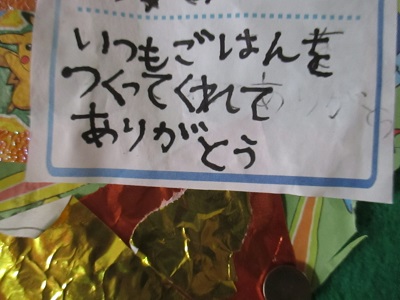 いつもごはんを
つくってくれて
ありがとう